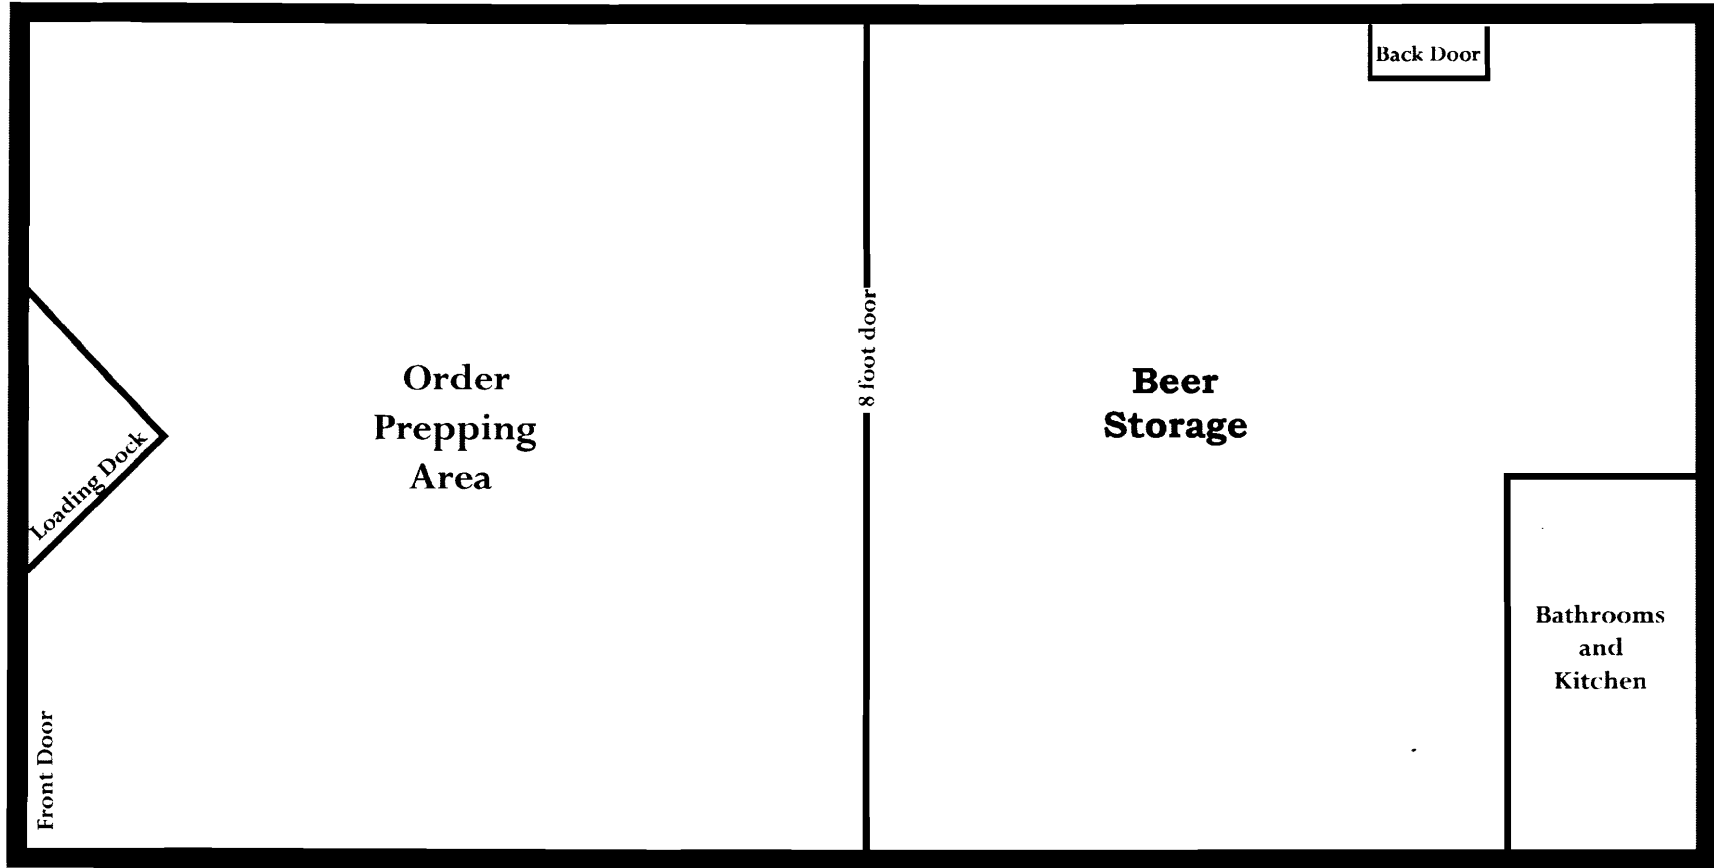 Back Door
8 foot door
Order
Prepping
Area
Beer
Storage
Loading Dock
Bathrooms
and
Kitchen
Front Door